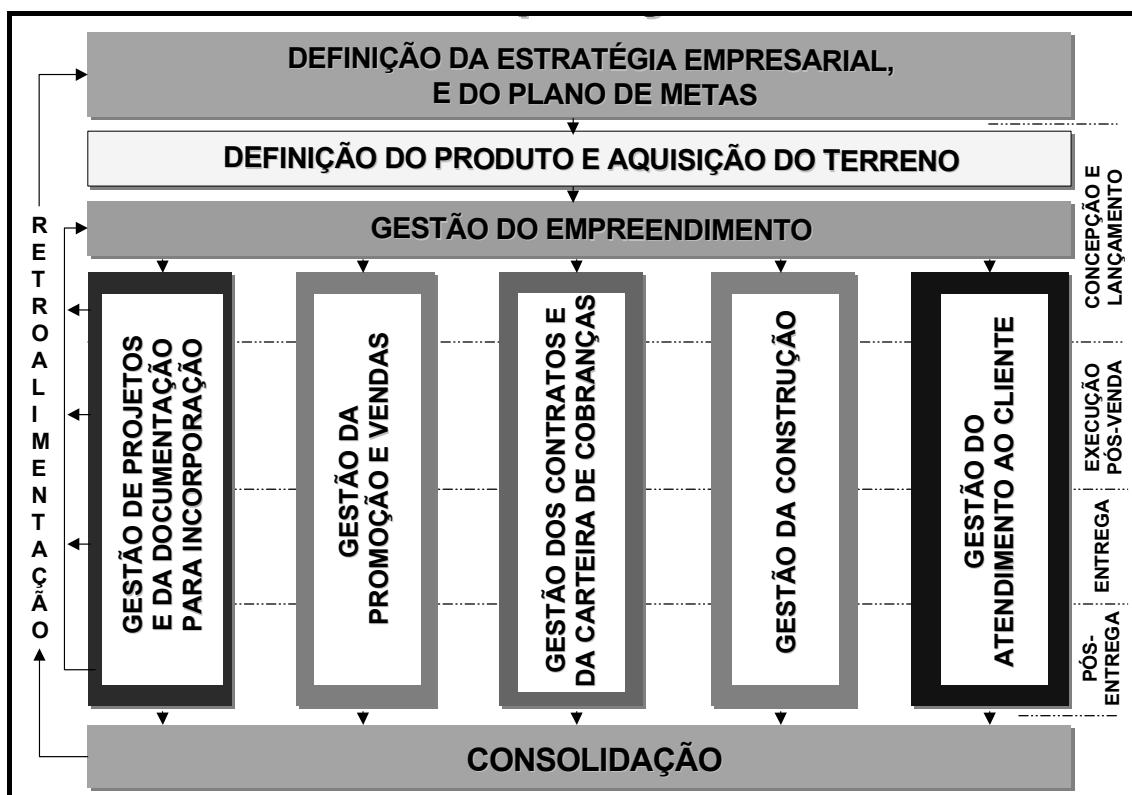 DEFINIÇÃO DA ESTRATÉGIA EMPRESARIAL,
E DO PLANO DE METAS
DEFINIÇÃO DO PRODUTO E AQUISIÇÃO DO TERRENO
GESTÃO DO EMPREENDIMENTO
RETROALIMENTAÇÃO
GESTÃO DE PROJETOS
E DA DOCUMENTAÇÃO
PARA INCORPORAÇÃO
GESTÃO DA
PROMOÇÃO E VENDAS
GESTÃO DOS CONTRATOS E
DA CARTEIRA DE COBRANÇAS
GESTÃO DA CONSTRUÇÃO
GESTÃO DO
ATENDIMENTO AO CLIENTE
CONCEPÇÃO E
LANÇAMENTO
EXECUÇÃO
PÓS-VENDA
ENTREGA
PÓS-
ENTREGA
CONSOLIDAÇÃO